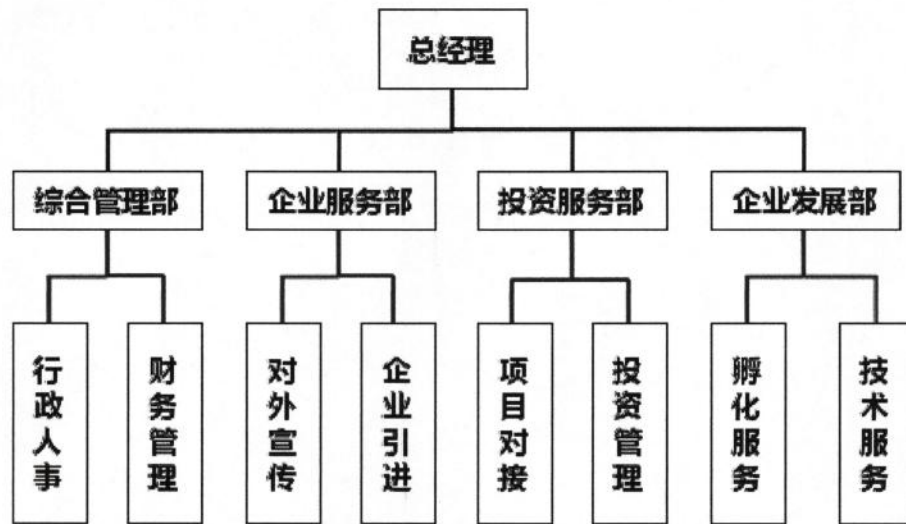 总经理
综合管理部
企业服务部
投资服务部
企业发展部
行政人事
财务管理
对外宣传
企业引进
项目对接
投资管理
孵化服务
技术服务